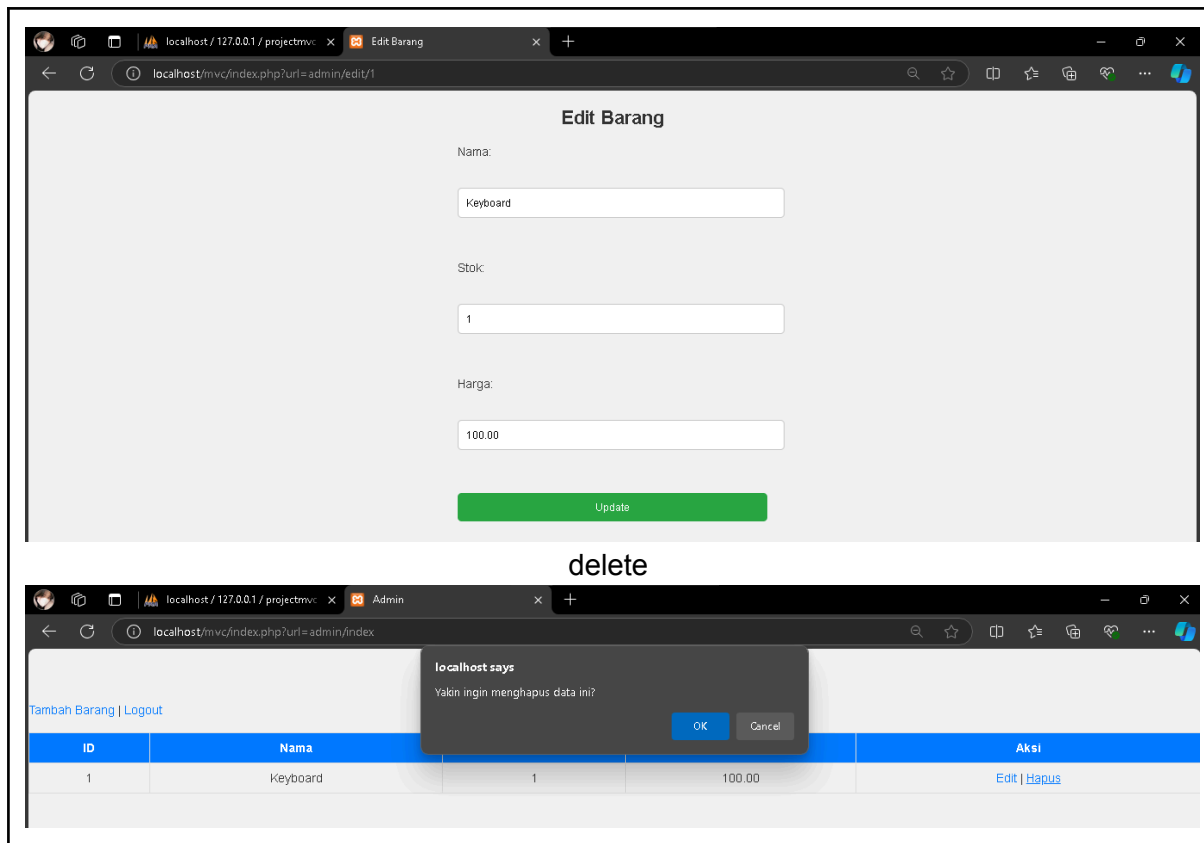 localhost / 127.0.0.1 / projectmvc
Edit Barang
localhost/mvc/index.php?url=admin/edit/1
Edit Barang
Nama:
Keyboard
Stok:
1
Harga:
100.00
Update
delete
localhost / 127.0.0.1 / projectmvc
Admin
localhost/mvc/index.php?url=admin/index
localhost says
Yakin ingin menghapus data ini?
OK Cancel
Tambah Barang | Logout
ID Nama Aksi
1 Keyboard 1 100.00 Edit | Hapus